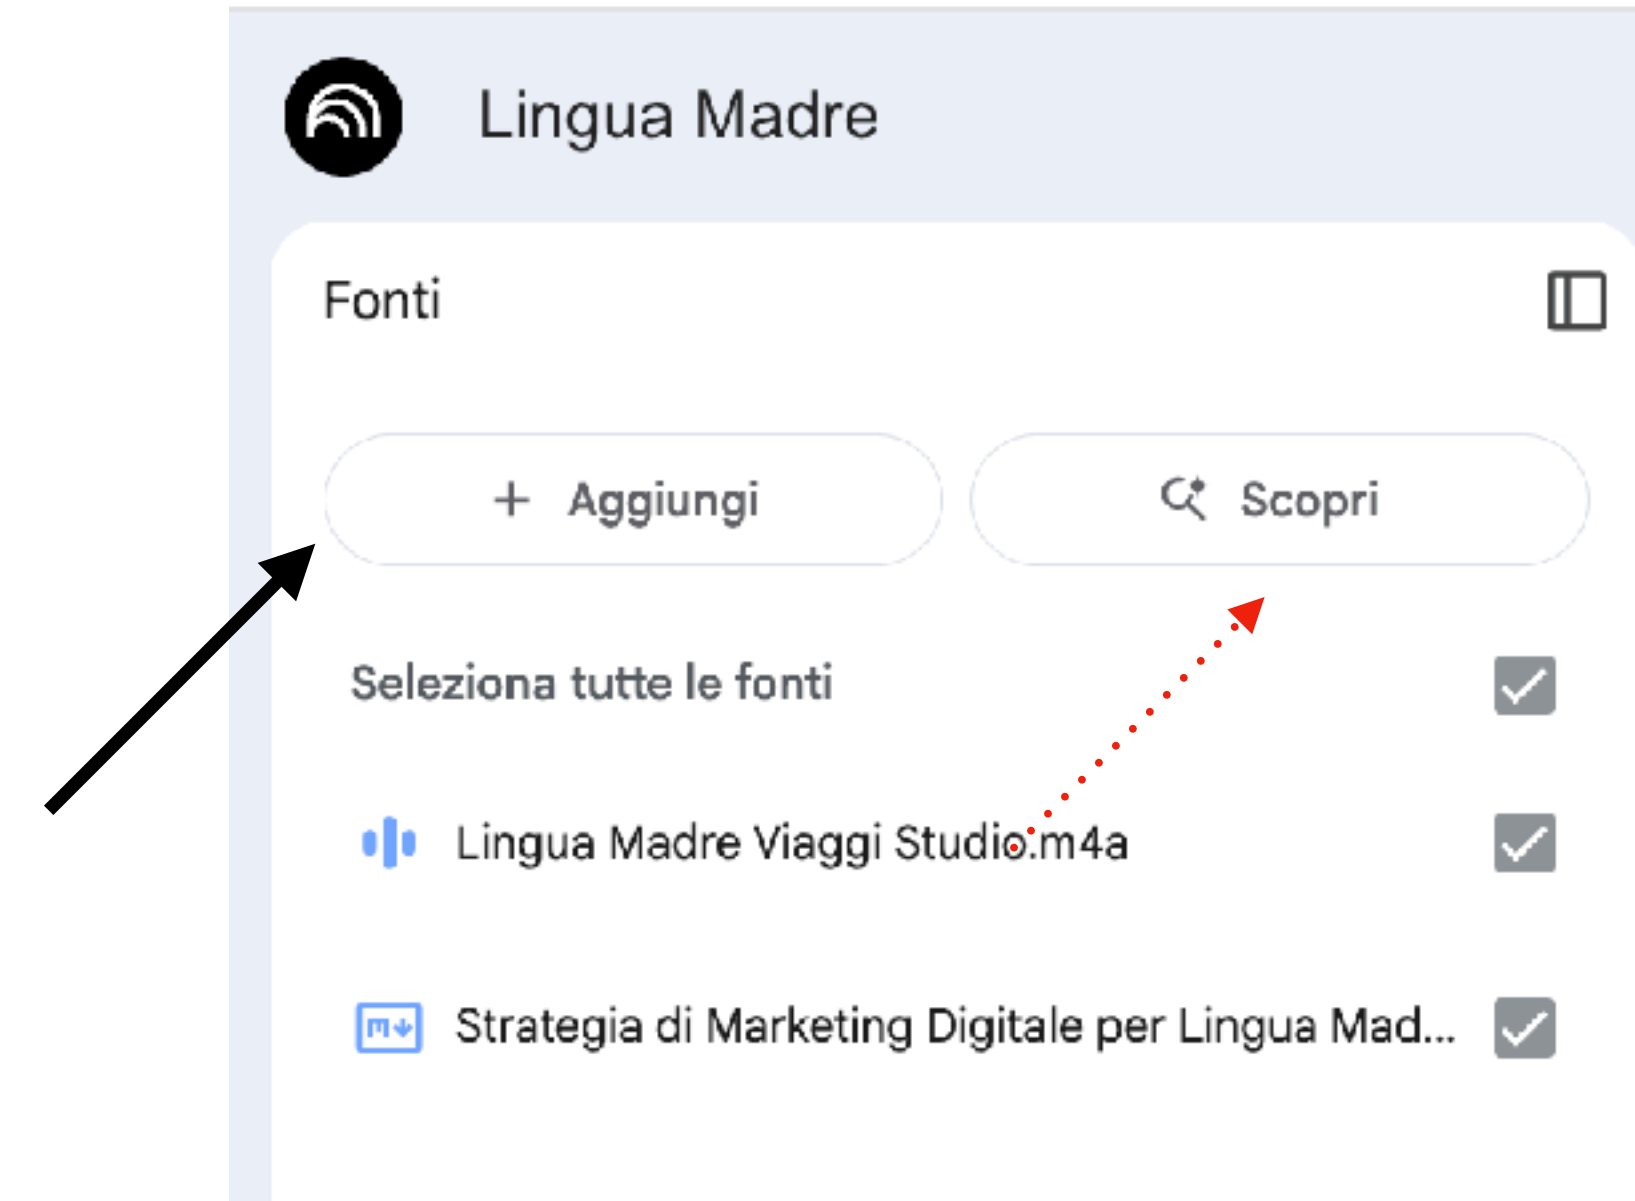 Lingua Madre
Fonti
+ Aggiungi
Scopri
Seleziona tutte le fonti
Lingua Madre Viaggi Studio.m4a
Strategia di Marketing Digitale per Lingua Mad...